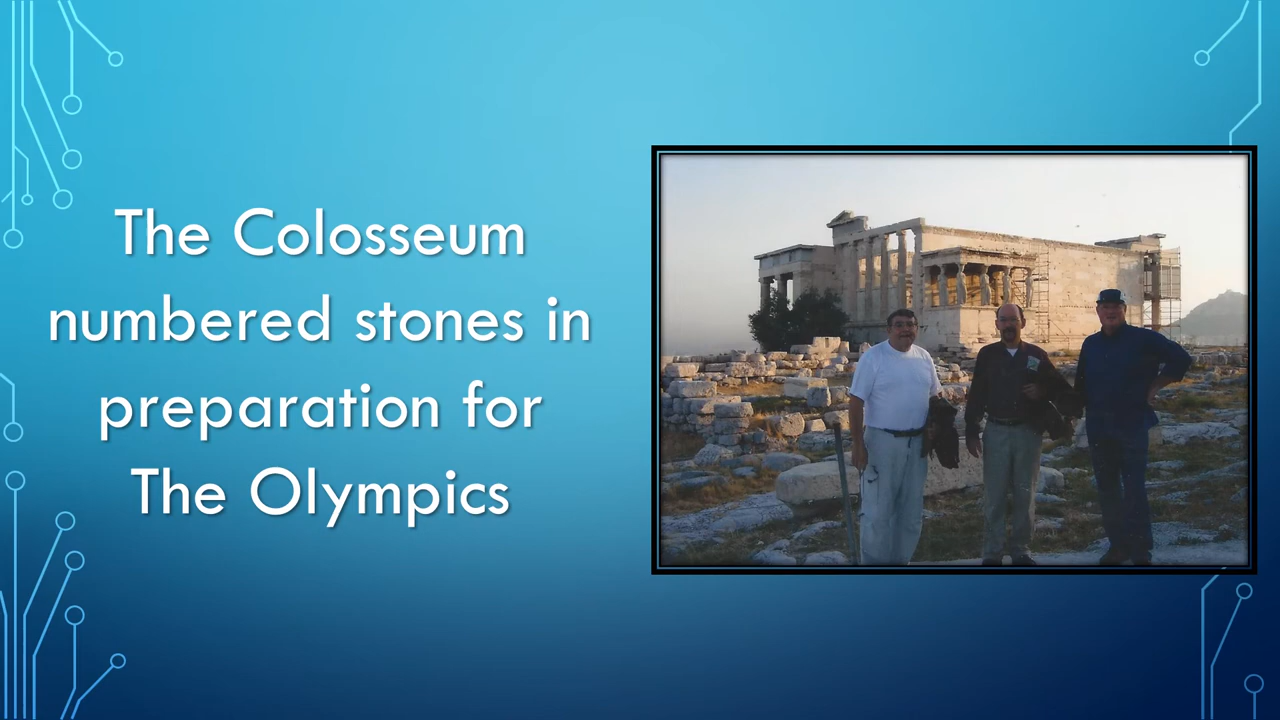 The Colosseum
numbered stones in
preparation for
The Olympics